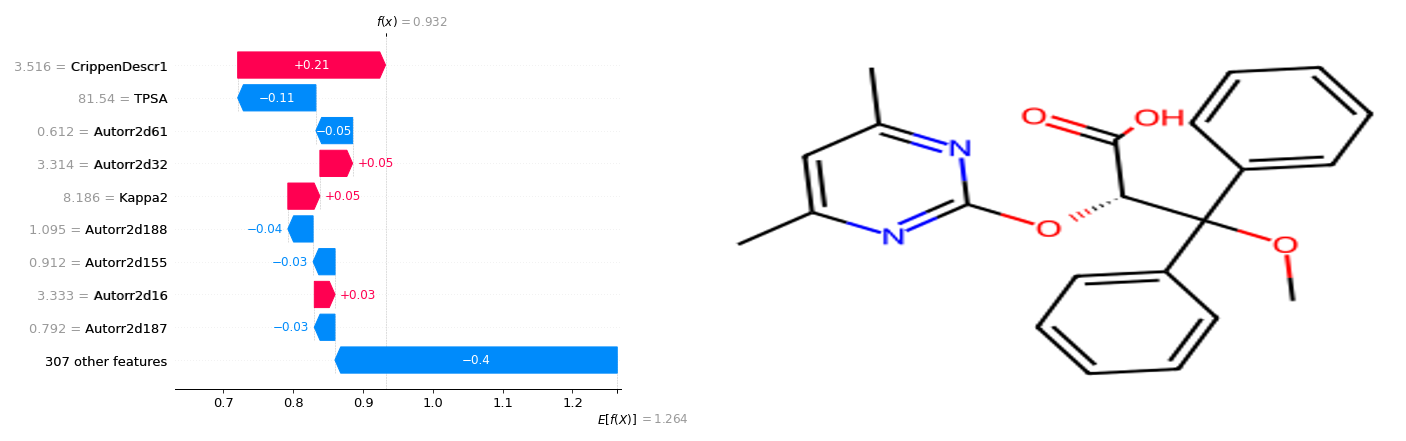 f(x) = 0.932
3.516 = CrippenDescr1
+0.21
81.54 = TPSA
−0.11
0.612 = Autorr2d61
−0.05
3.314 = Autorr2d32
+0.05
8.186 = Kappa2
+0.05
1.095 = Autorr2d188
−0.04
0.912 = Autorr2d155
−0.03
3.333 = Autorr2d16
+0.03
0.792 = Autorr2d187
−0.03
307 other features
−0.4
0.7 0.8 0.9 1.0 1.1 1.2
E[f(X)] = 1.264
O
OH
N
N
O
O